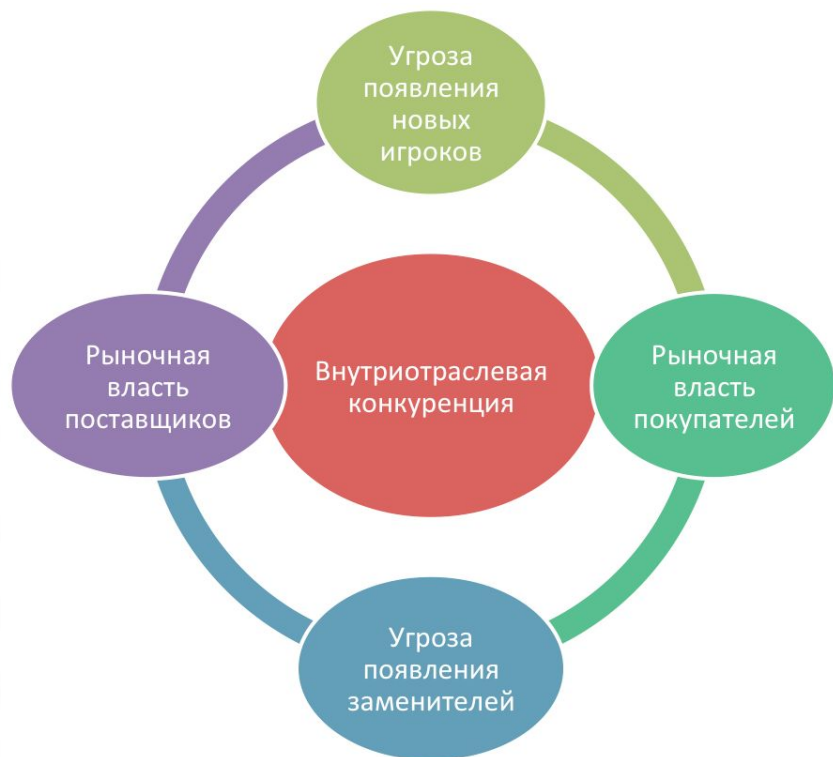 Угроза
появления
новых
игроков
Рыночная
власть
поставщиков
Внутриотраслевая
конкуренция
Рыночная
власть
покупателей
Угроза
появления
заменителей